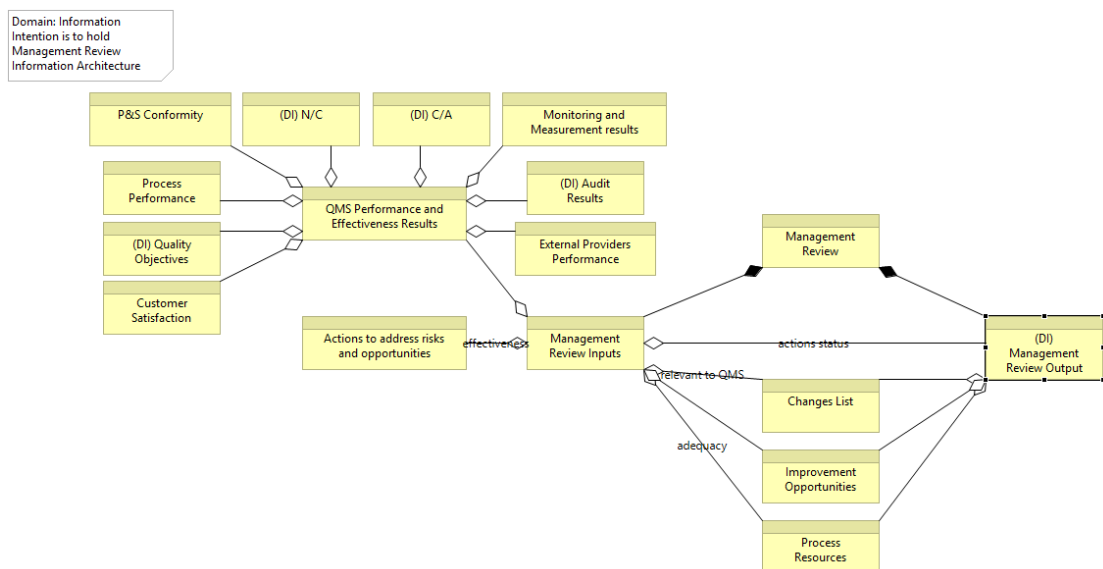 Domain: Information
Intention is to hold
Management Review
Information Architecture
P&S Conformity
(DI) N/C
(DI) C/A
Monitoring and
Measurement results
Process
Performance
QMS Performance and
Effectiveness Results
(DI) Audit
Results
(DI) Quality
Objectives
External Providers
Performance
Customer
Satisfaction
Management
Review
Actions to address risks
and opportunities
effectiveness
Management
Review Inputs
actions status
(DI)
Management
Review Output
relevant to QMS
Changes List
adequacy
Improvement
Opportunities
Process
Resources